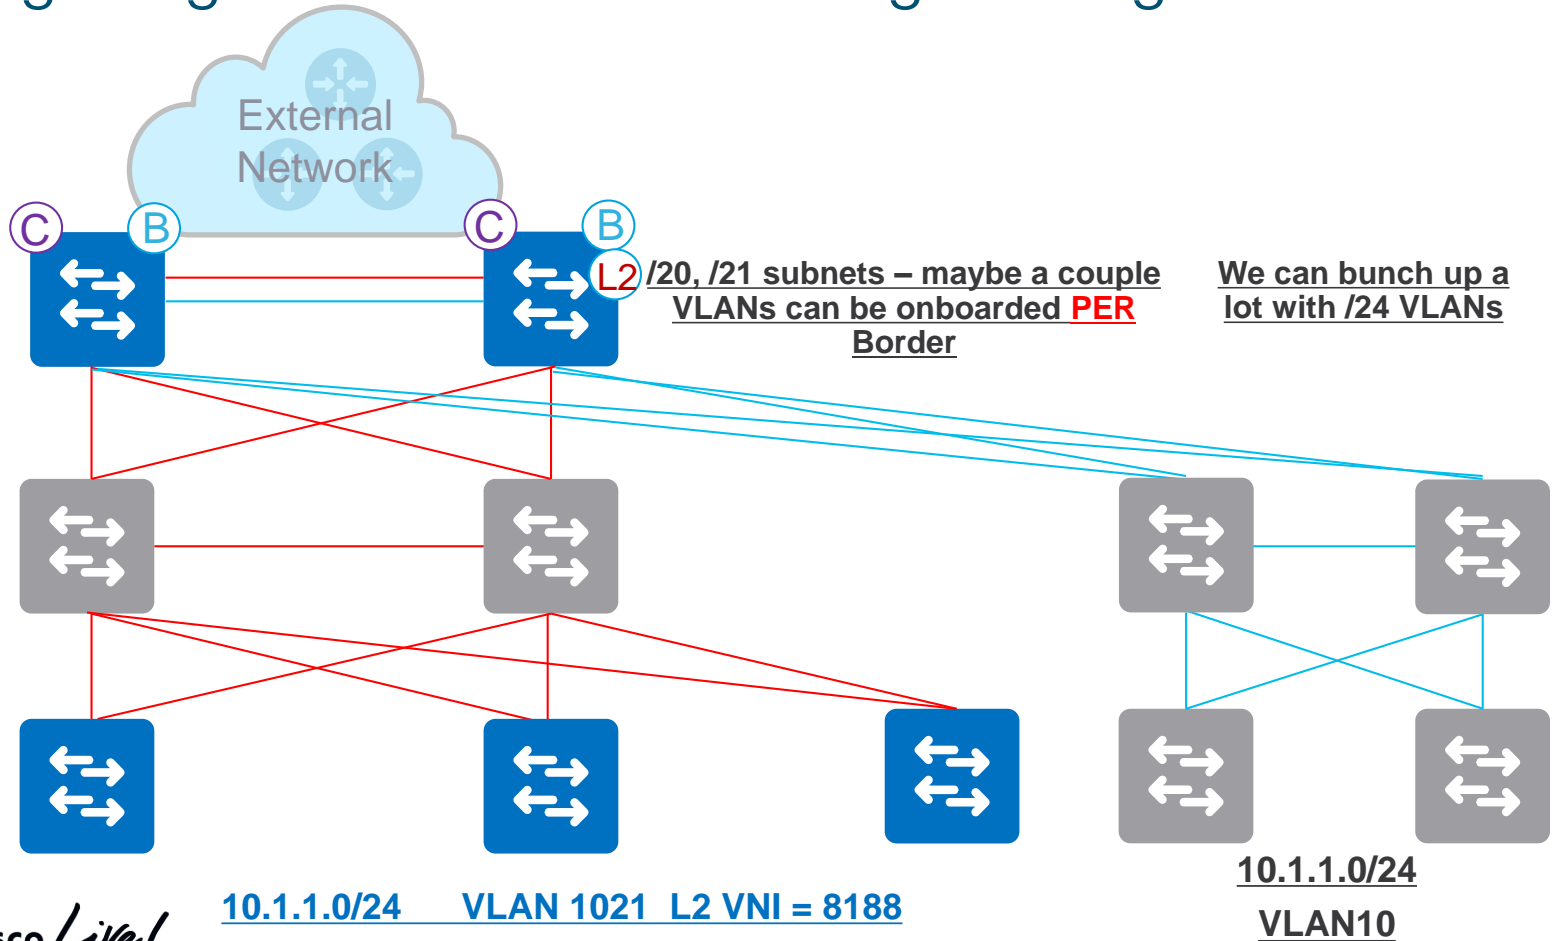 External
Network
C
B
C
B
L2
/20, /21 subnets – maybe a couple
VLANs can be onboarded PER
Border
We can bunch up a
lot with /24 VLANs
10.1.1.0/24
VLAN10
10.1.1.0/24 VLAN 1021 L2 VNI = 8188
Live!